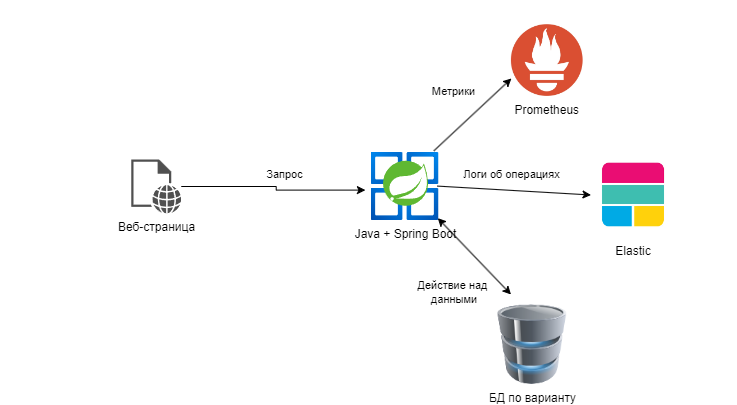 Метрики
Prometheus
Запрос
Логи об операциях
Веб-страница
Java + Spring Boot
Elastic
Действие над
данными
БД по варианту